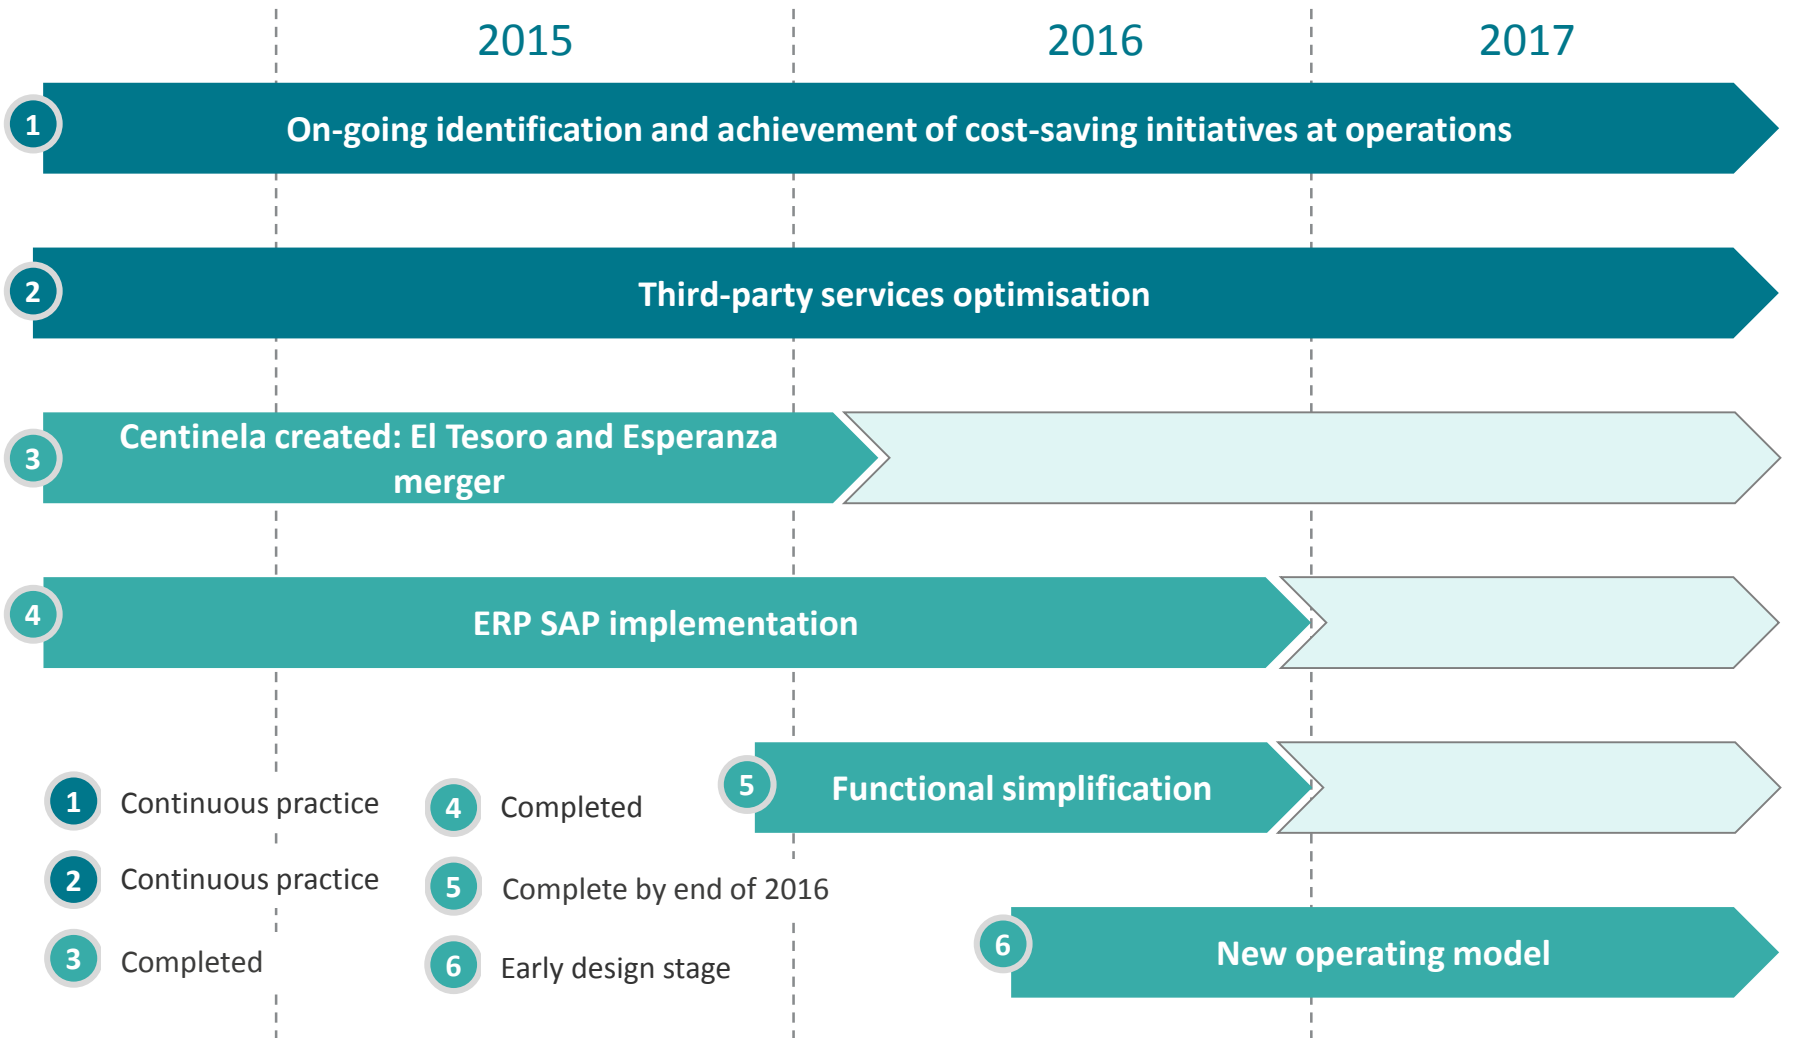 2015
2016
2017
1
On-going identification and achievement of cost-saving initiatives at operations
2
Third-party services optimisation
3
Centinela created: El Tesoro and Esperanza
merger
4
ERP SAP implementation
5
Functional simplification
6
New operating model
1 Continuous practice
2 Continuous practice
3 Completed
4 Completed
5 Complete by end of 2016
6 Early design stage